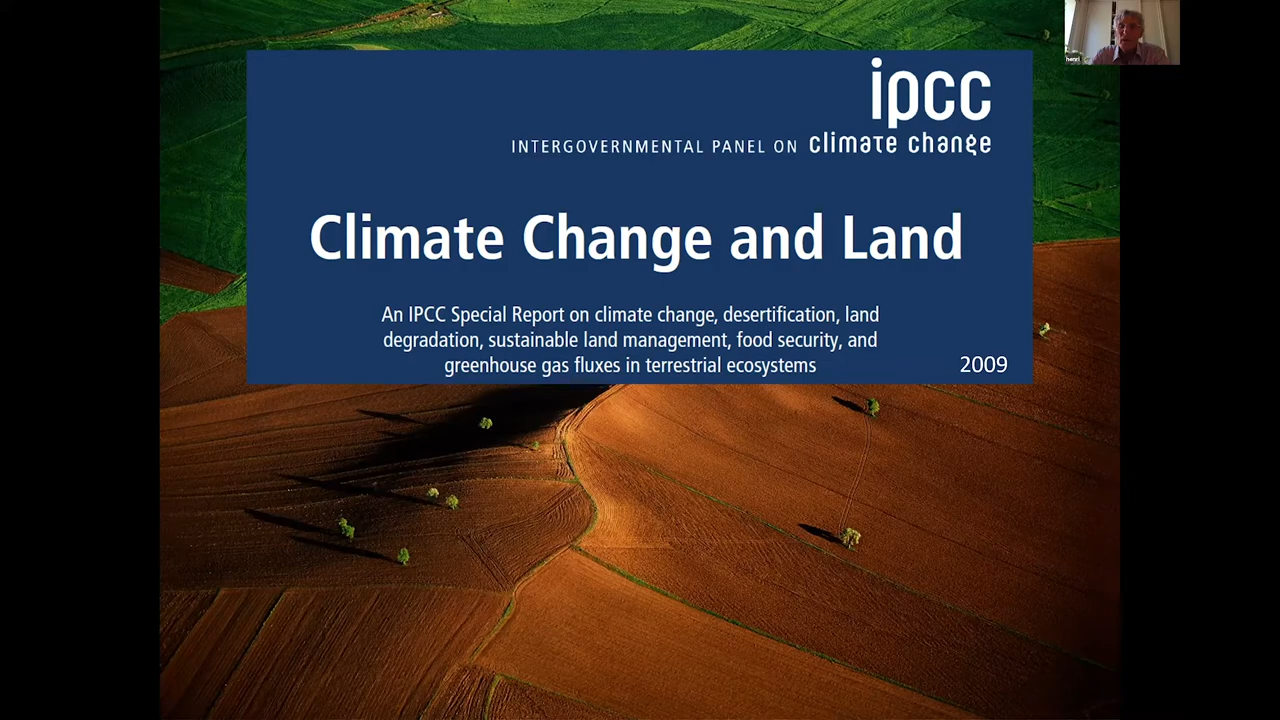 ipcc
INTERGOVERNMENTAL PANEL ON climate change
Climate Change and Land
An IPCC Special Report on climate change, desertification, land
degradation, sustainable land management, food security, and
greenhouse gas fluxes in terrestrial ecosystems
2009
henri